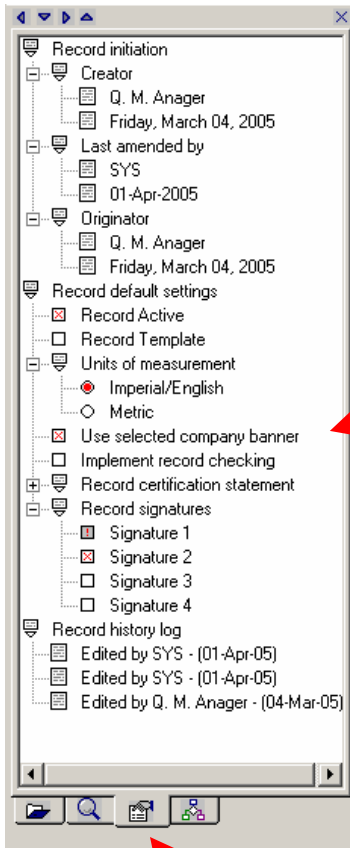 Record initiation
Creator
Q. M. Anager
Friday, March 04, 2005
Last amended by
SYS
01-Apr-2005
Originator
Q. M. Anager
Friday, March 04, 2005
Record default settings
Record Active
Record Template
Units of measurement
Imperial/English
Metric
Use selected company banner
Implement record checking
Record certification statement
Record signatures
Signature 1
Signature 2
Signature 3
Signature 4
Record history log
Edited by SYS - (01-Apr-05)
Edited by SYS - (01-Apr-05)
Edited by Q. M. Anager - (04-Mar-05)